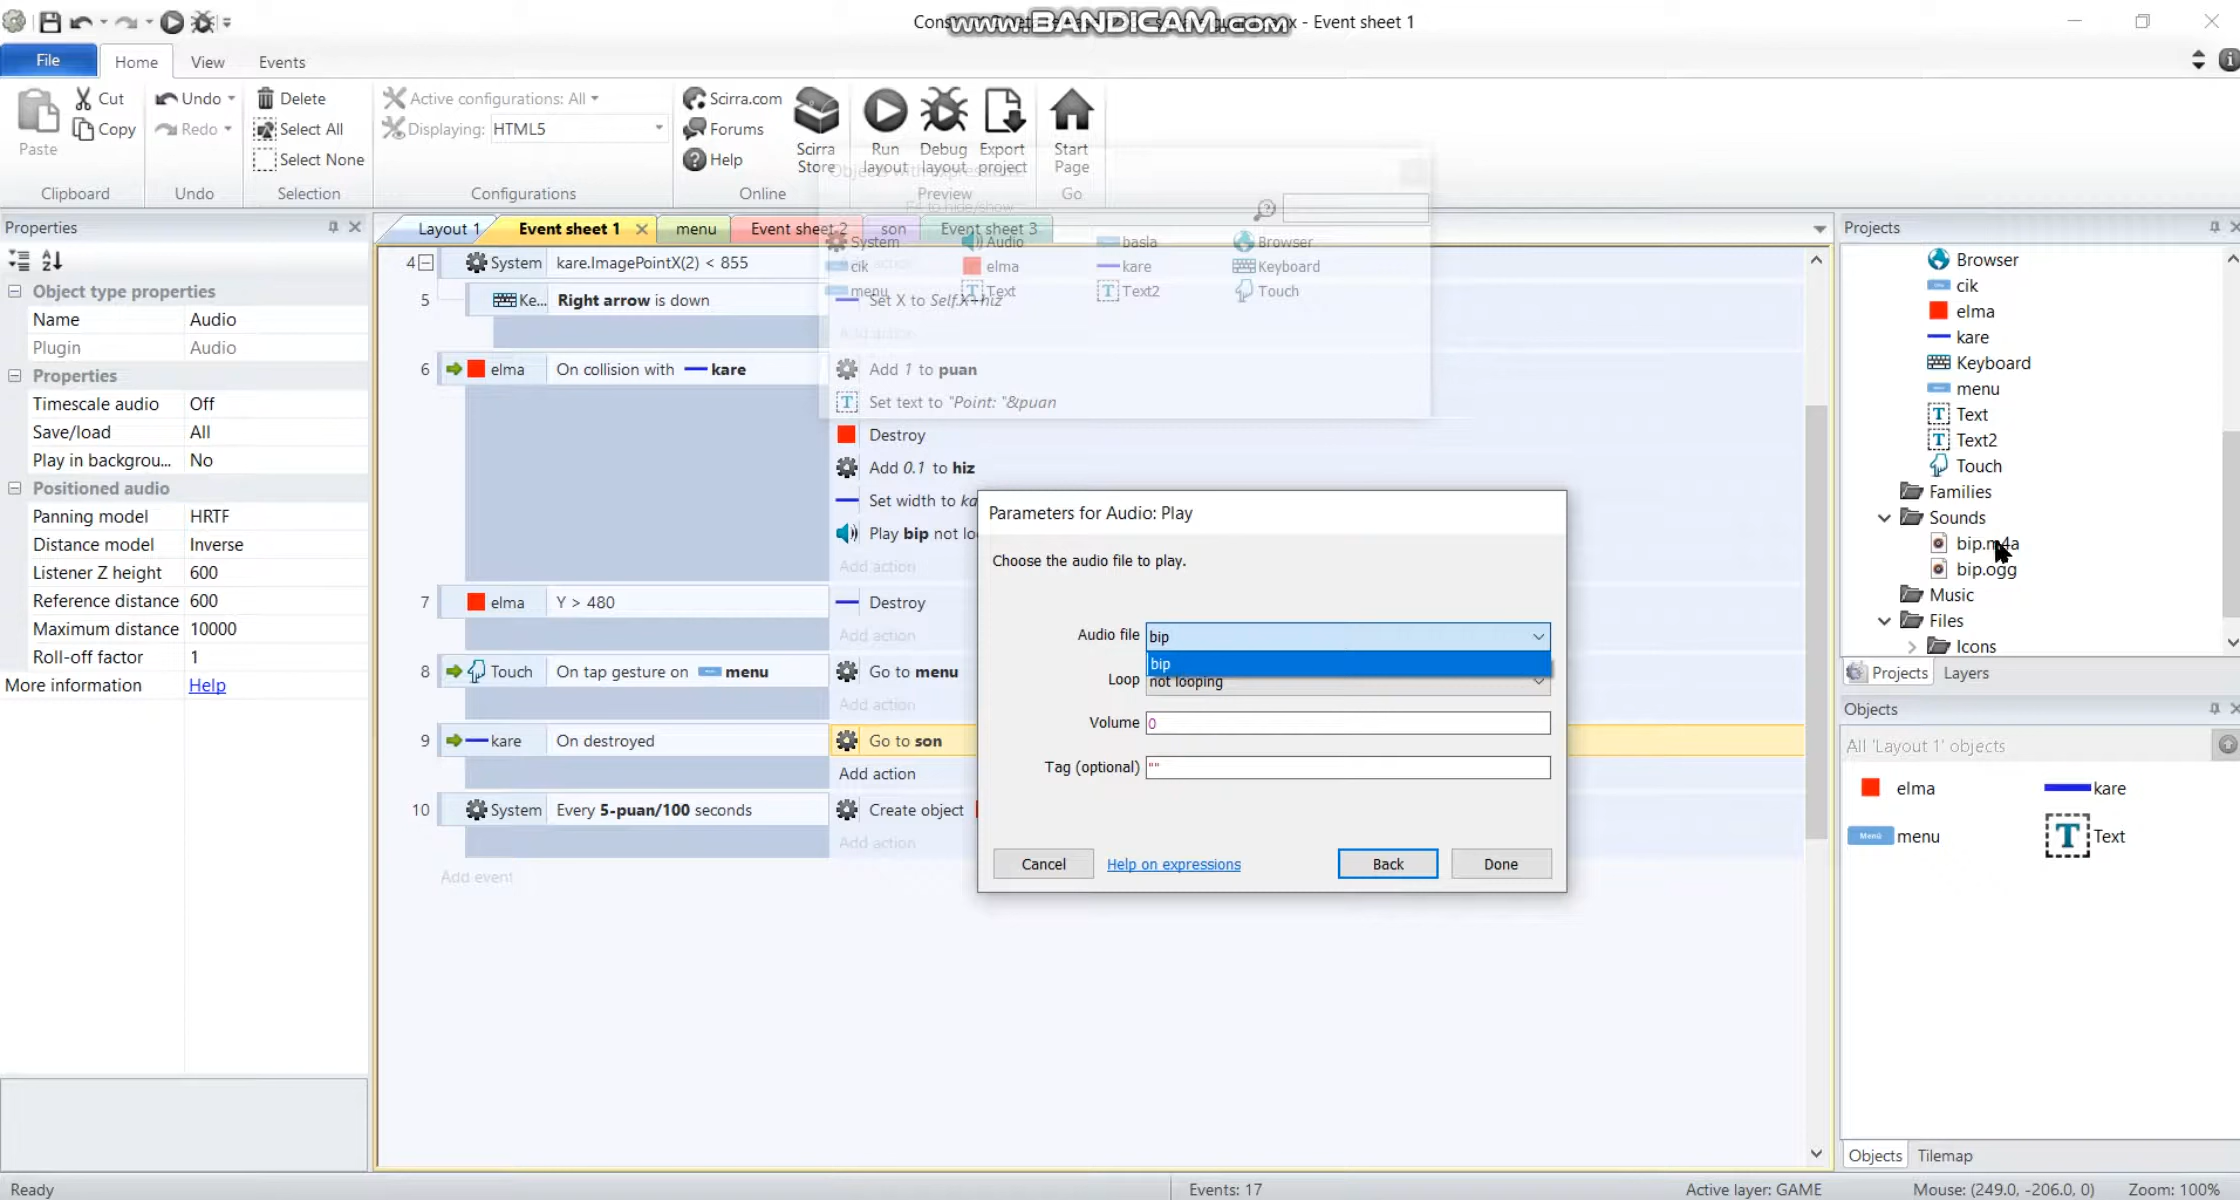 Event sheet 1
www.BANDICAM.com
File
Home
View
Events
Paste
Cut
Copy
Clipboard
Undo
Redo
Undo
Delete
Select All
Select None
Selection
Active configurations: All
Displaying: HTML5
Configurations
Scirra.com
Forums
Help
Online
Scirra Store
Run layout
Debug layout
Export project
Preview
Start Page
Go
Properties
Object type properties
Name Audio
Plugin Audio
Properties
Timescale audio Off
Save/load All
Play in backgrou... No
Positioned audio
Panning model HRTF
Distance model Inverse
Listener Z height 600
Reference distance 600
Maximum distance 10000
Roll-off factor 1
More information Help
Layout 1
Event sheet 1
menu
Event sheet 2
son
Event sheet 3
F4 to hide/show
System Audio basla Browser
cik elma kare Keyboard
menu Text Text2 Touch
4 System kare.ImagePointX(2) < 855
5 Ke... Right arrow is down Set X to Self.X+hiz
Add action
6 elma On collision with kare Add 1 to puan
Set text to "Point: "&puan
Destroy
Add 0.1 to hiz
Set width to ka
Play bip not lo
Add action
7 elma Y > 480 Destroy
Add action
8 Touch On tap gesture on menu Go to menu
Add action
9 kare On destroyed Go to son
Add action
10 System Every 5-puan/100 seconds Create object
Add action
Add event
Parameters for Audio: Play
Choose the audio file to play.
Audio file bip
bip
Loop not looping
Volume 0
Tag (optional) ""
Cancel
Help on expressions
Back
Done
Projects
Browser
cik
elma
kare
Keyboard
menu
Text
Text2
Touch
Families
Sounds
bip.m4a
bip.ogg
Music
Files
Icons
Projects
Layers
Objects
All 'Layout 1' objects
elma
kare
Menü menu
T Text
Objects
Tilemap
Ready
Events: 17
Active layer: GAME
Mouse: (249.0, -206.0, 0)
Zoom: 100%